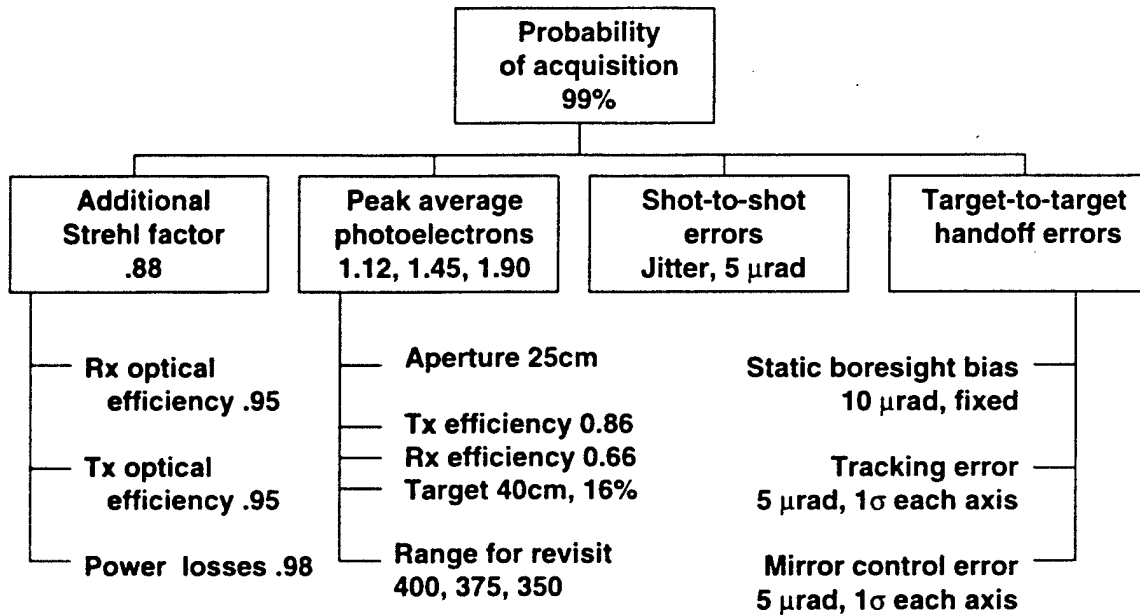 Probability
of acquisition
99%
Additional
Strehl factor
.88
Peak average
photoelectrons
1.12, 1.45, 1.90
Shot-to-shot
errors
Jitter, 5 μrad
Target-to-target
handoff errors
Rx optical
efficiency .95
Tx optical
efficiency .95
Power losses .98
Aperture 25cm
Tx efficiency 0.86
Rx efficiency 0.66
Target 40cm, 16%
Range for revisit
400, 375, 350
Static boresight bias
10 μrad, fixed
Tracking error
5 μrad, 1σ each axis
Mirror control error
5 μrad, 1σ each axis